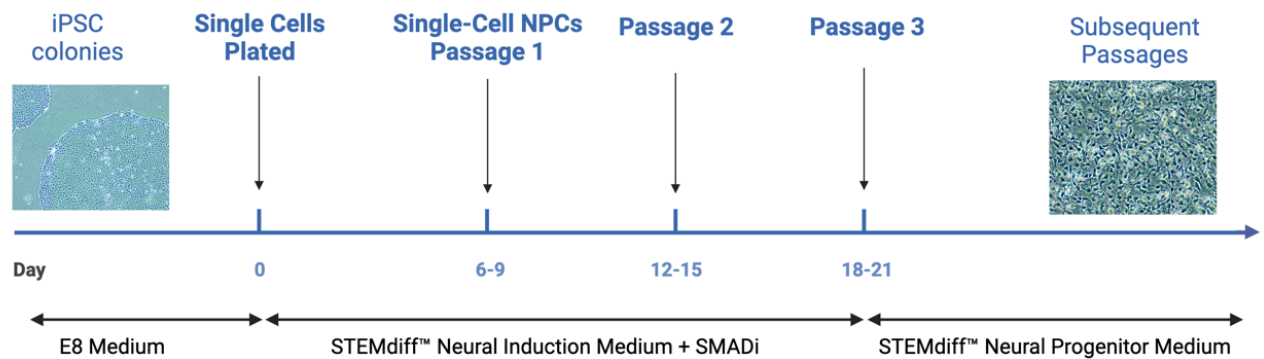 iPSC
colonies
Single Cells
Plated
Single-Cell NPCs
Passage 1
Passage 2
Passage 3
Subsequent
Passages
Day
0
6-9
12-15
18-21
E8 Medium
STEMdiff™ Neural Induction Medium + SMADi
STEMdiff™ Neural Progenitor Medium